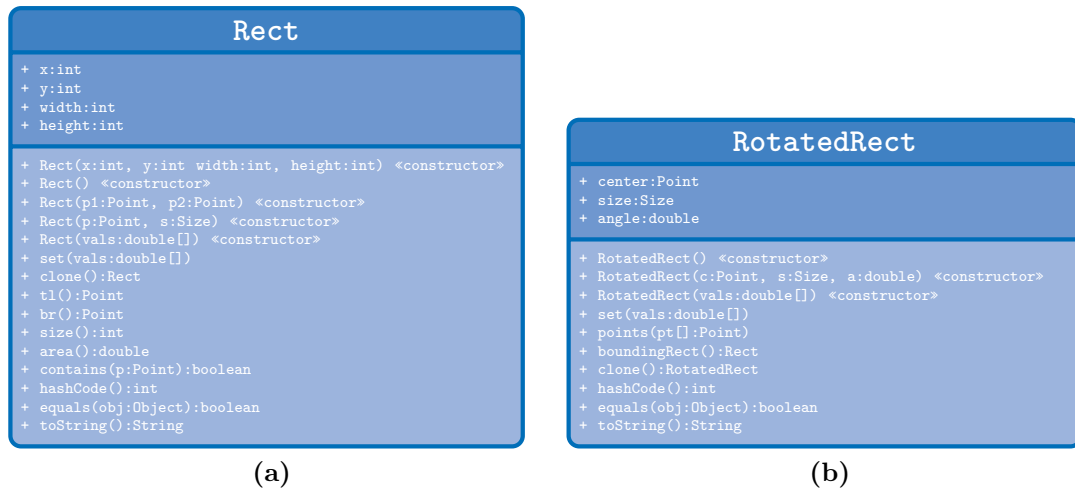 Rect
+ x:int
+ y:int
+ width:int
+ height:int
+ Rect(x:int, y:int width:int, height:int) «constructor»
+ Rect() «constructor»
+ Rect(p1:Point, p2:Point) «constructor»
+ Rect(p:Point, s:Size) «constructor»
+ Rect(vals:double[]) «constructor»
+ set(vals:double[])
+ clone():Rect
+ tl():Point
+ br():Point
+ size():int
+ area():double
+ contains(p:Point):boolean
+ hashCode():int
+ equals(obj:Object):boolean
+ toString():String
(a)
RotatedRect
+ center:Point
+ size:Size
+ angle:double
+ RotatedRect() «constructor»
+ RotatedRect(c:Point, s:Size, a:double) «constructor»
+ RotatedRect(vals:double[]) «constructor»
+ set(vals:double[])
+ points(pt[]:Point)
+ boundingRect():Rect
+ clone():RotatedRect
+ hashCode():int
+ equals(obj:Object):boolean
+ toString():String
(b)